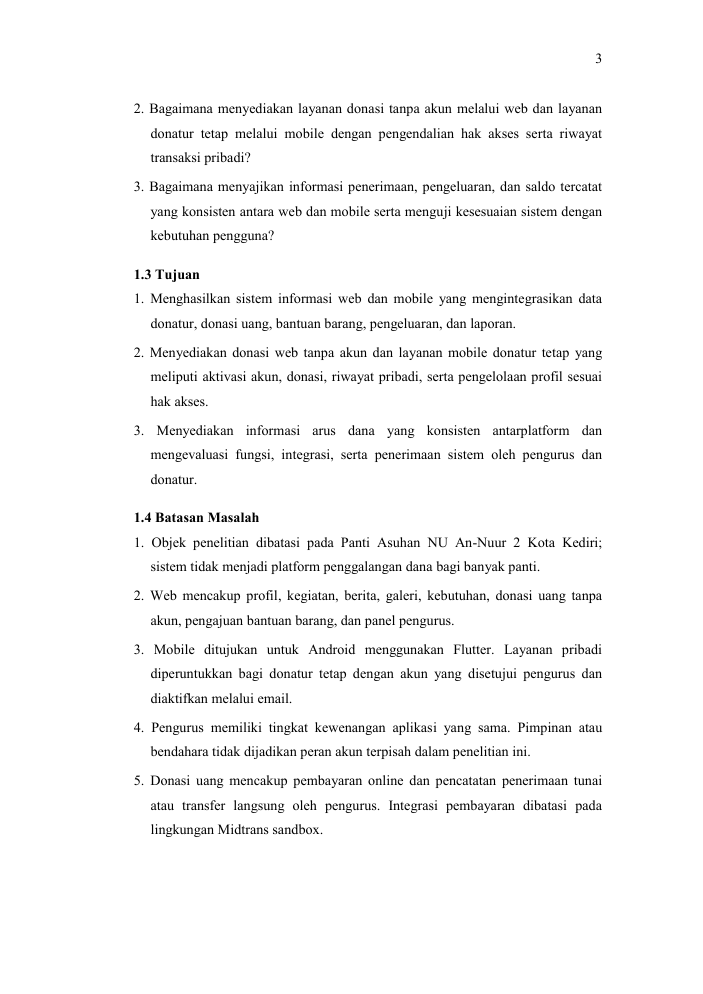 3
2. Bagaimana menyediakan layanan donasi tanpa akun melalui web dan layanan
donatur tetap melalui mobile dengan pengendalian hak akses serta riwayat
transaksi pribadi?
3. Bagaimana menyajikan informasi penerimaan, pengeluaran, dan saldo tercatat
yang konsisten antara web dan mobile serta menguji kesesuaian sistem dengan
kebutuhan pengguna?
1.3 Tujuan
1. Menghasilkan sistem informasi web dan mobile yang mengintegrasikan data
donatur, donasi uang, bantuan barang, pengeluaran, dan laporan.
2. Menyediakan donasi web tanpa akun dan layanan mobile donatur tetap yang
meliputi aktivasi akun, donasi, riwayat pribadi, serta pengelolaan profil sesuai
hak akses.
3. Menyediakan informasi arus dana yang konsisten antarplatform dan
mengevaluasi fungsi, integrasi, serta penerimaan sistem oleh pengurus dan
donatur.
1.4 Batasan Masalah
1. Objek penelitian dibatasi pada Panti Asuhan NU An-Nuur 2 Kota Kediri;
sistem tidak menjadi platform penggalangan dana bagi banyak panti.
2. Web mencakup profil, kegiatan, berita, galeri, kebutuhan, donasi uang tanpa
akun, pengajuan bantuan barang, dan panel pengurus.
3. Mobile ditujukan untuk Android menggunakan Flutter. Layanan pribadi
diperuntukkan bagi donatur tetap dengan akun yang disetujui pengurus dan
diaktifkan melalui email.
4. Pengurus memiliki tingkat kewenangan aplikasi yang sama. Pimpinan atau
bendahara tidak dijadikan peran akun terpisah dalam penelitian ini.
5. Donasi uang mencakup pembayaran online dan pencatatan penerimaan tunai
atau transfer langsung oleh pengurus. Integrasi pembayaran dibatasi pada
lingkungan Midtrans sandbox.